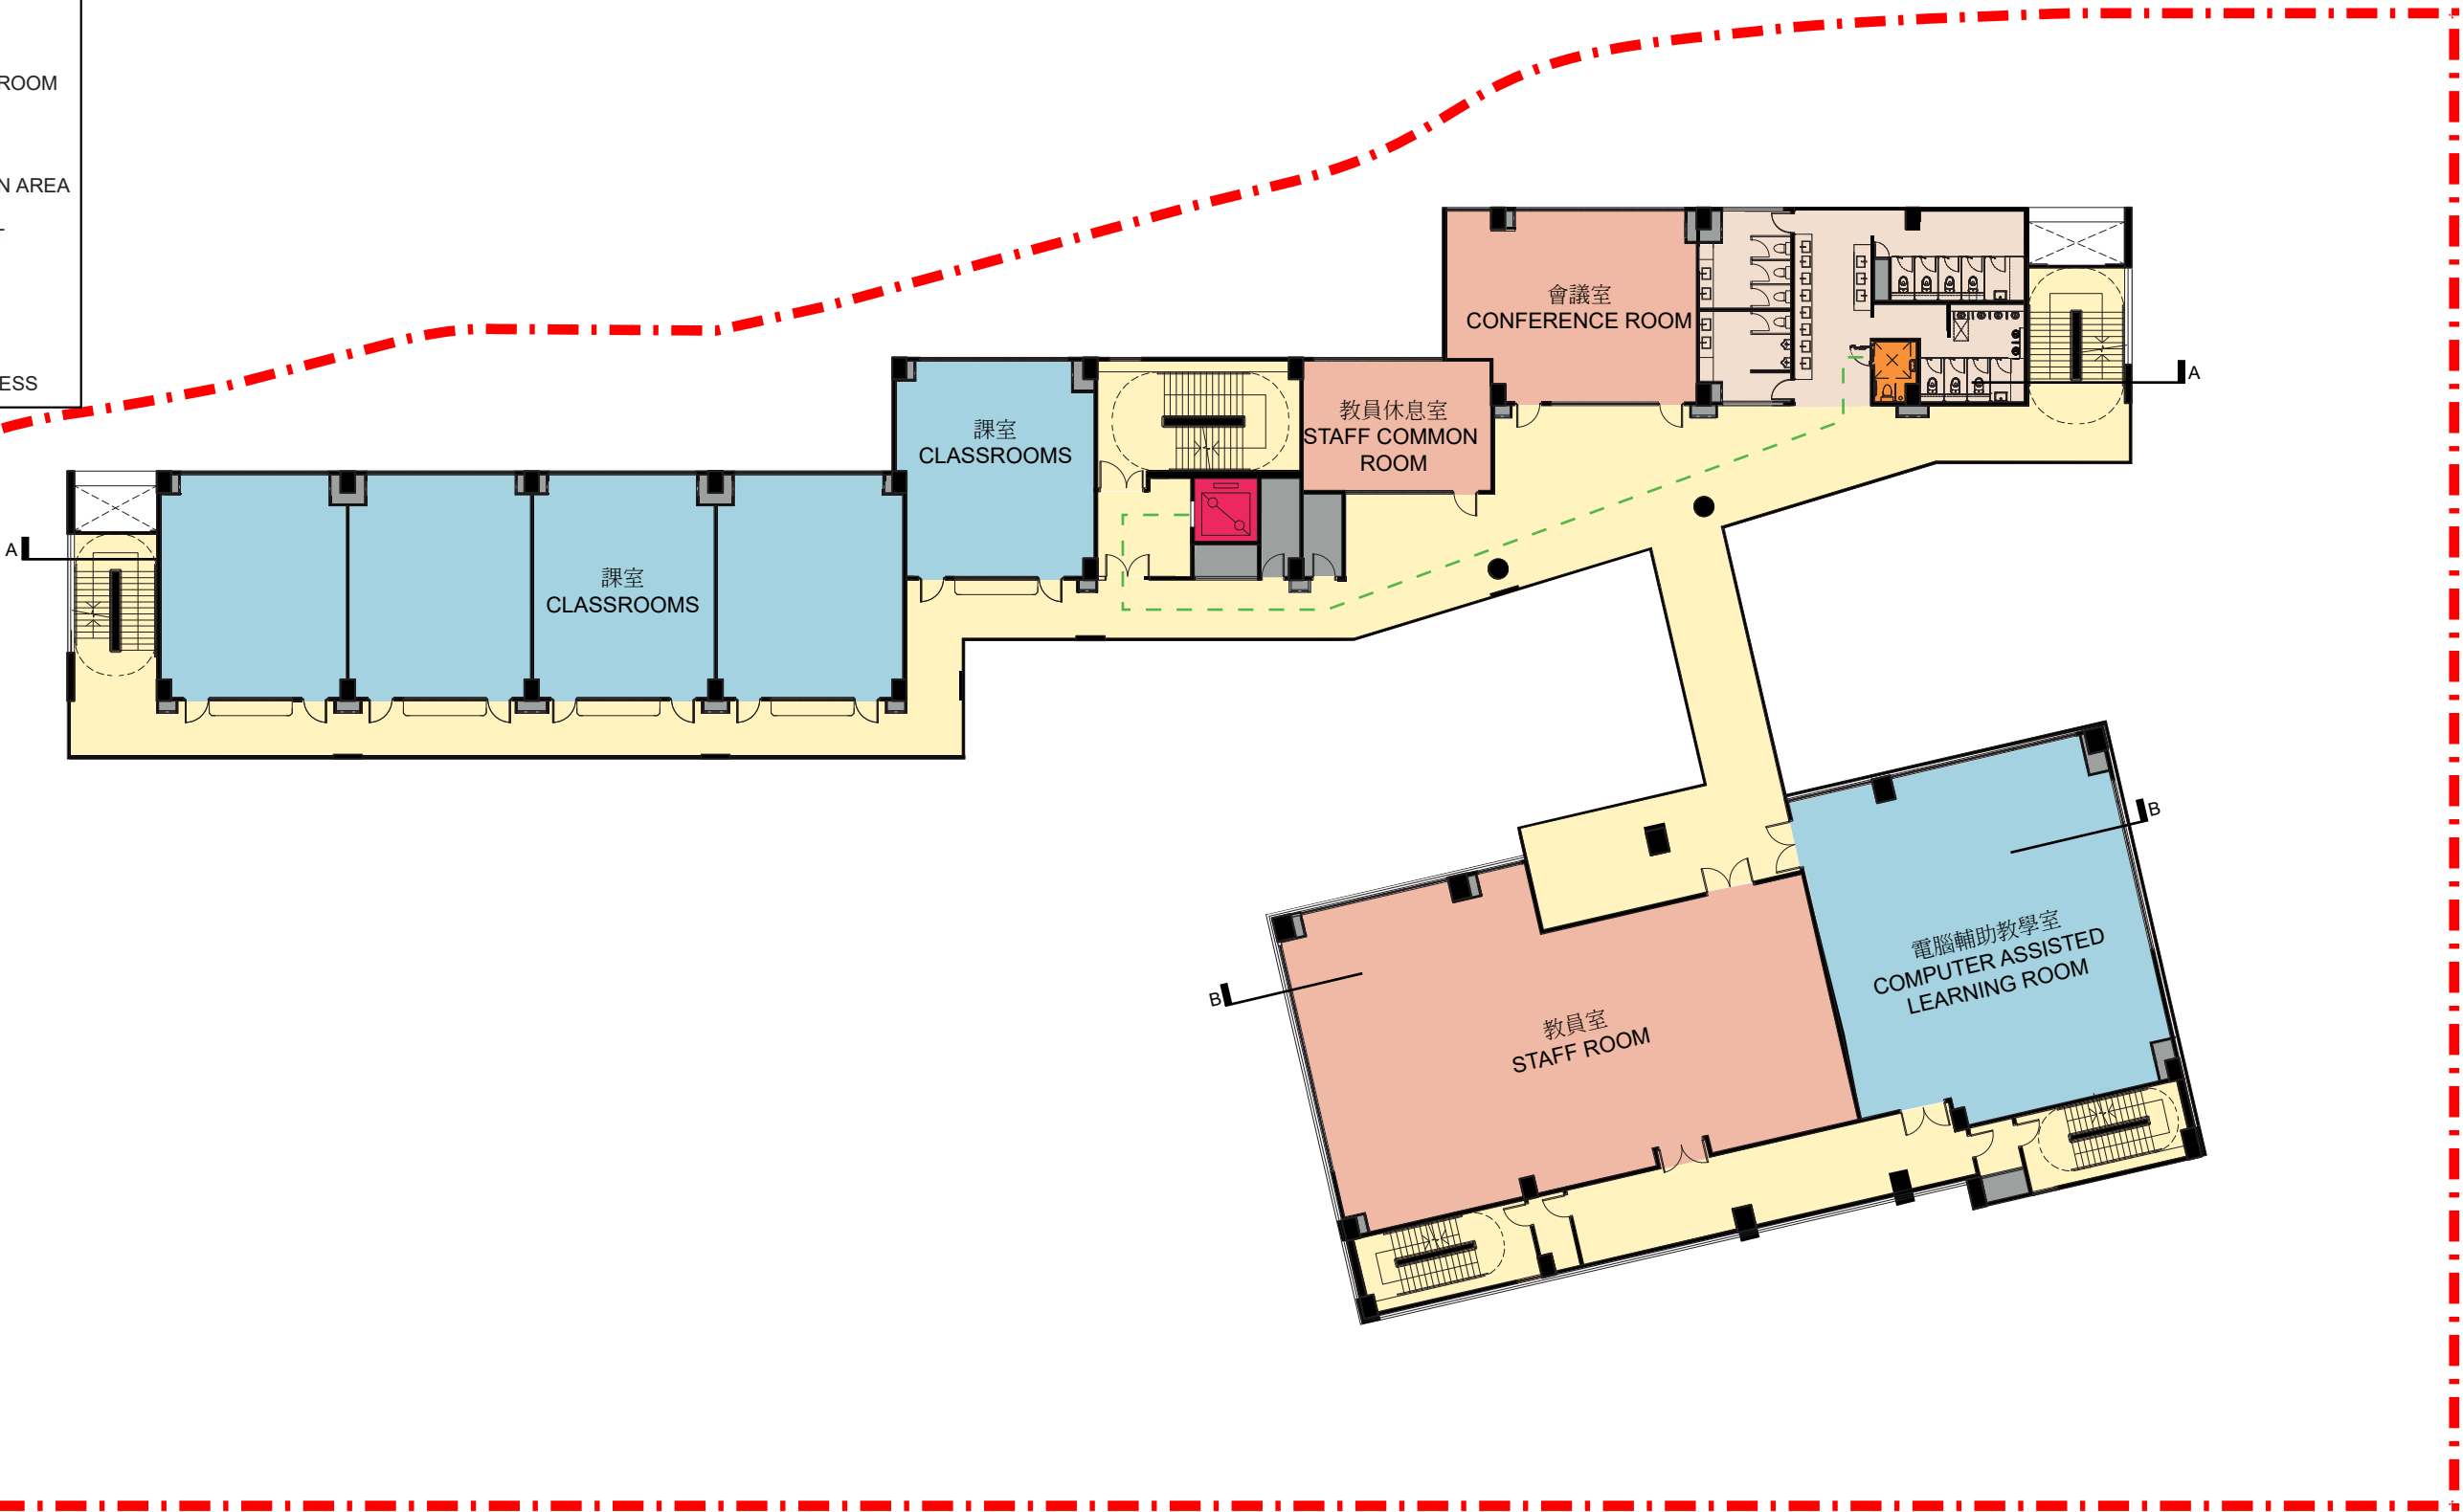 ROOM
N AREA
ESS
會議室
CONFERENCE ROOM
A
教員休息室
STAFF COMMON
ROOM
課室
CLASSROOMS
A
課室
CLASSROOMS
B
電腦輔助教學室
COMPUTER ASSISTED
LEARNING ROOM
B
教員室
STAFF ROOM